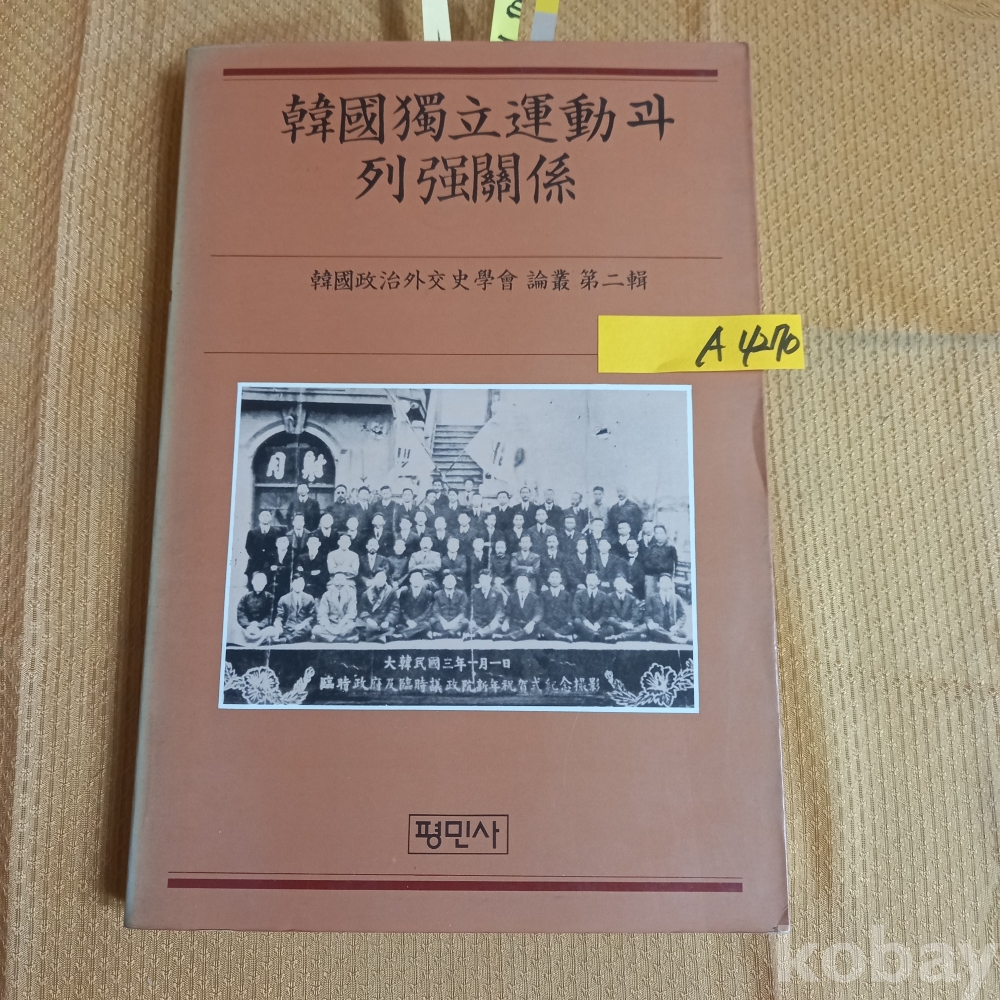 韓國獨立運動과
列强關係
韓國政治外交史學會 論叢 第二輯
A 4270
大韓民國三年一月一日
臨時政府及臨時議政院新年祝賀式紀念撮影
평민사
kobay